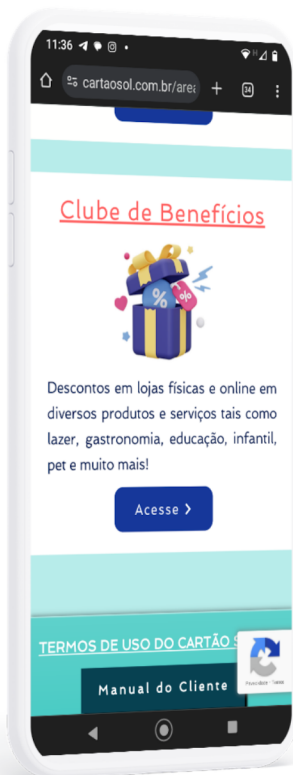 11:36
cartaosol.com.br/area
34
Clube de Benefícios
%
%
Descontos em lojas físicas e online em
diversos produtos e serviços tais como
lazer, gastronomia, educação, infantil,
pet e muito mais!
Acesse >
TERMOS DE USO DO CARTÃO S
Manual do Cliente